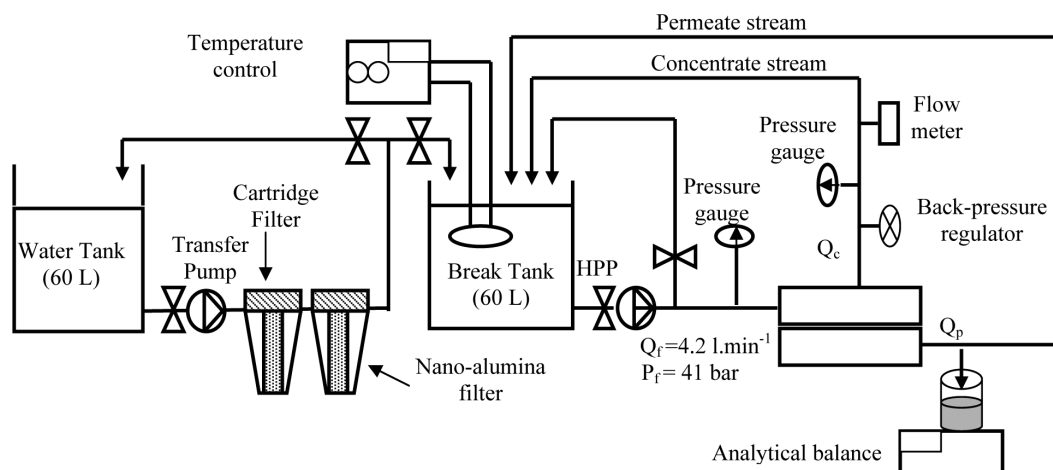 Permeate stream
Temperature
control
Concentrate stream
Flow
meter
Pressure
gauge
Cartridge
Filter
Pressure
gauge
Back-pressure
regulator
Water Tank
(60 L)
Transfer
Pump
Break Tank
(60 L)
HPP
Qc
Qp
Qf =4.2 l.min-1
Pf= 41 bar
Nano-alumina
filter
Analytical balance